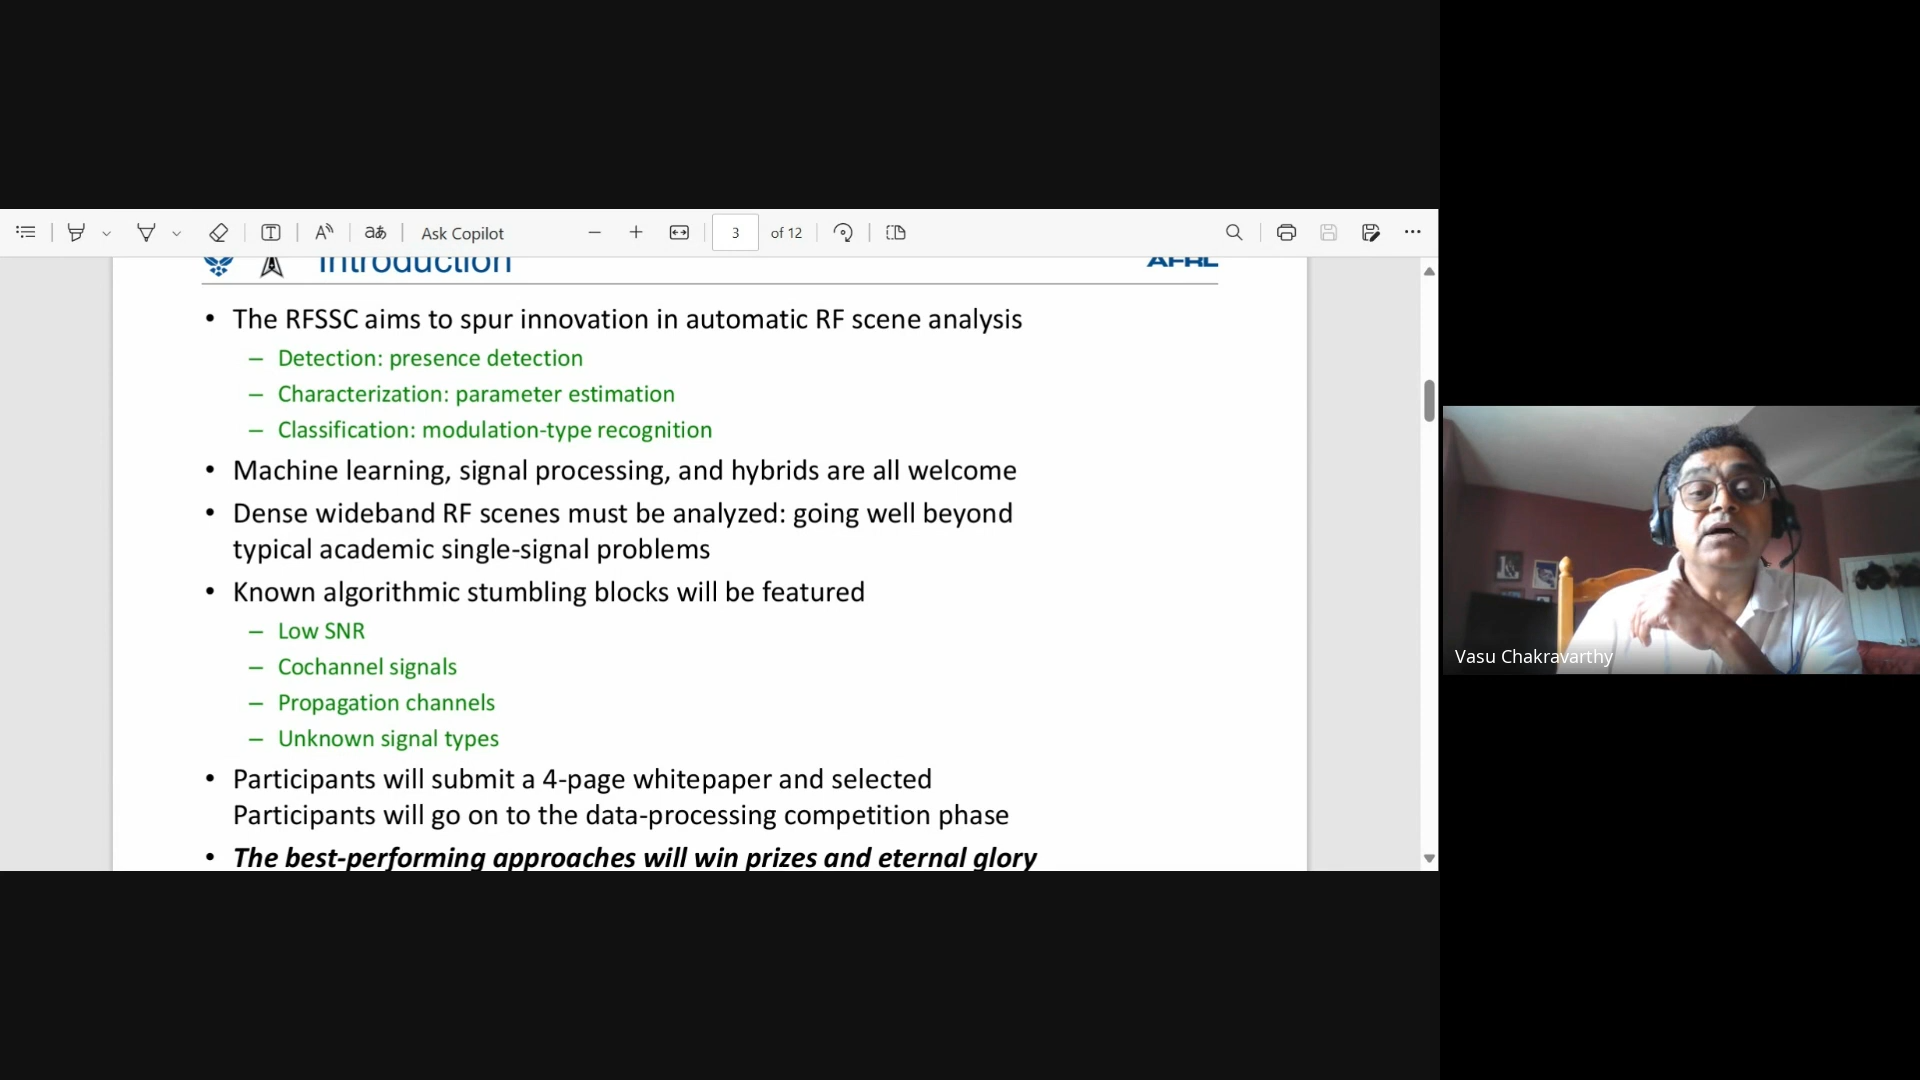 Ask Copilot
3 of 12
Introduction
AFRL
• The RFSSC aims to spur innovation in automatic RF scene analysis
– Detection: presence detection
– Characterization: parameter estimation
– Classification: modulation-type recognition
• Machine learning, signal processing, and hybrids are all welcome
• Dense wideband RF scenes must be analyzed: going well beyond
typical academic single-signal problems
• Known algorithmic stumbling blocks will be featured
– Low SNR
– Cochannel signals
– Propagation channels
– Unknown signal types
• Participants will submit a 4-page whitepaper and selected
Participants will go on to the data-processing competition phase
• The best-performing approaches will win prizes and eternal glory
Vasu Chakravarthy